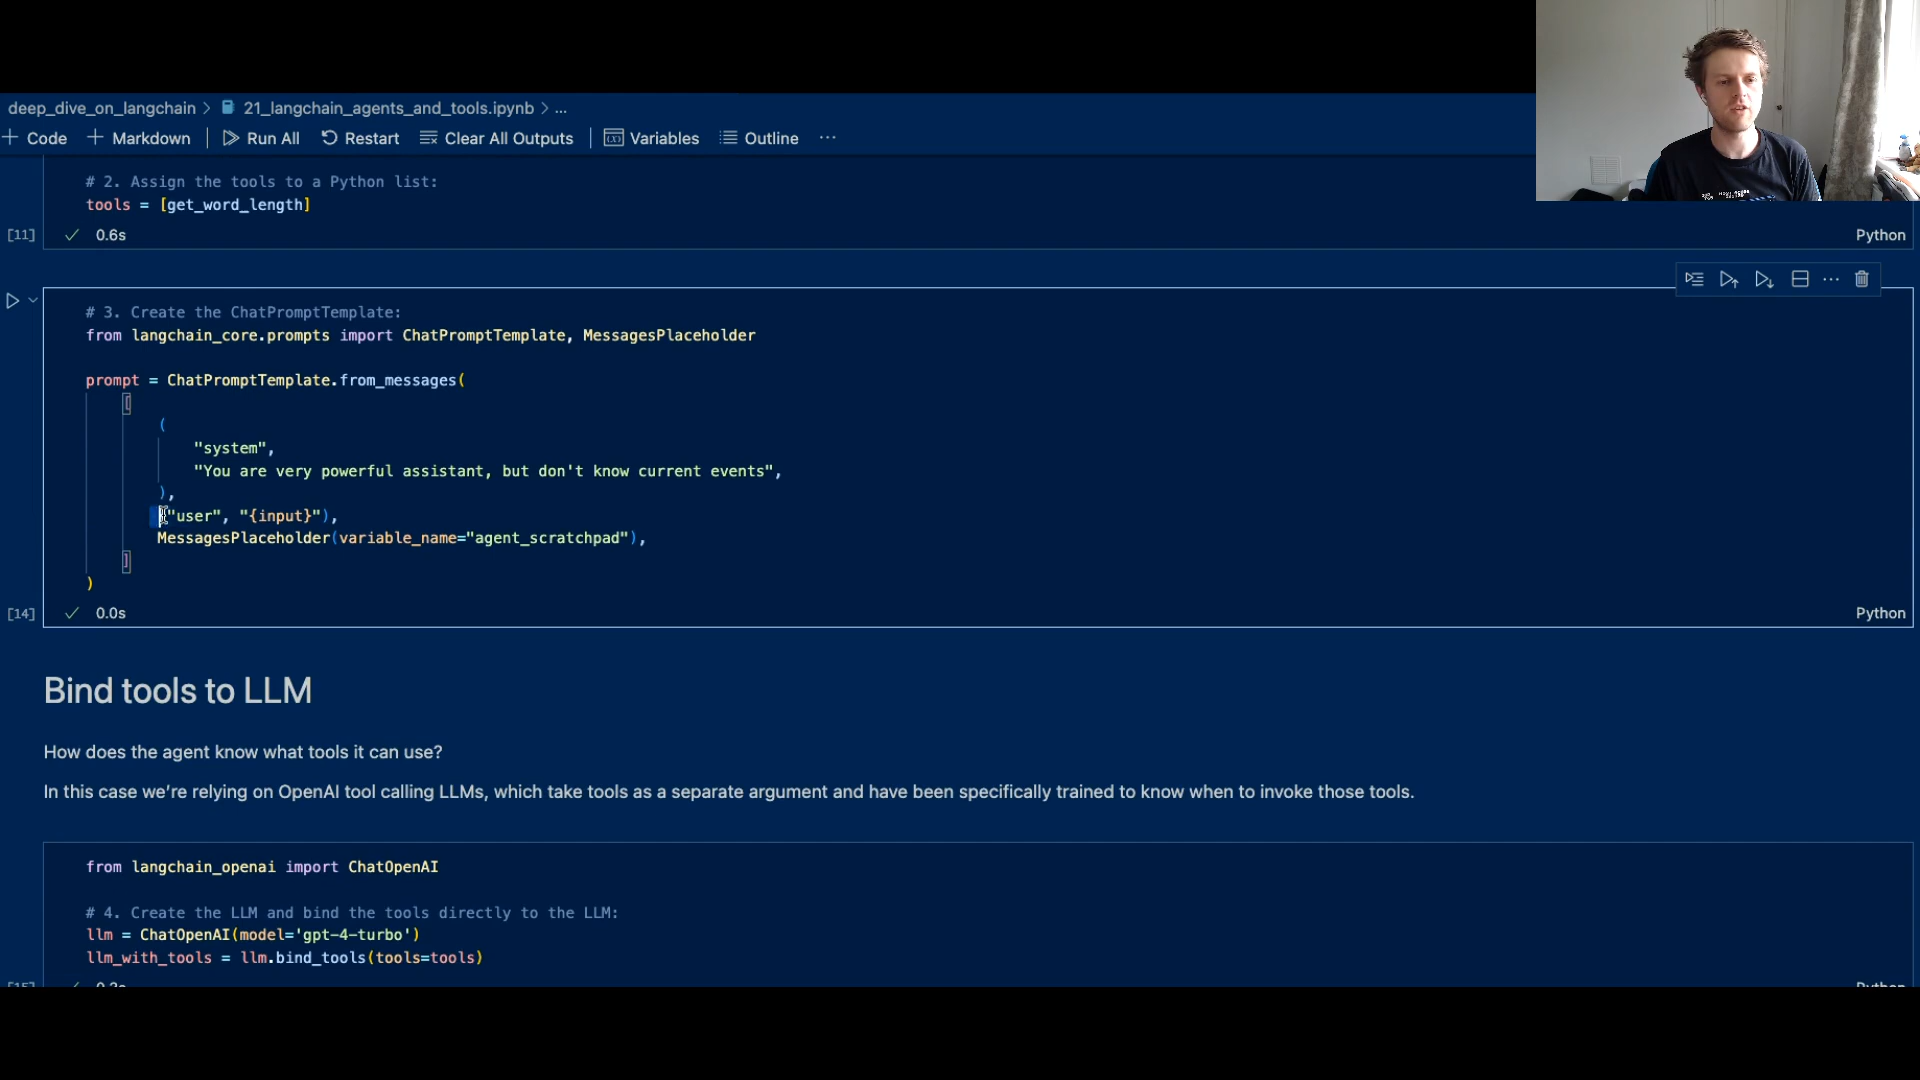 deep_dive_on_langchain > 21_langchain_agents_and_tools.ipynb > ...
+ Code + Markdown | Run All Restart Clear All Outputs | Variables Outline ...
# 2. Assign the tools to a Python list:
tools = [get_word_length]
[11] ✓ 0.6s Python
# 3. Create the ChatPromptTemplate:
from langchain_core.prompts import ChatPromptTemplate, MessagesPlaceholder
prompt = ChatPromptTemplate.from_messages(
[
(
"system",
"You are very powerful assistant, but don't know current events",
),
("user", "{input}"),
MessagesPlaceholder(variable_name="agent_scratchpad"),
]
)
[14] ✓ 0.0s Python
Bind tools to LLM
How does the agent know what tools it can use?
In this case we're relying on OpenAI tool calling LLMs, which take tools as a separate argument and have been specifically trained to know when to invoke those tools.
from langchain_openai import ChatOpenAI
# 4. Create the LLM and bind the tools directly to the LLM:
llm = ChatOpenAI(model='gpt-4-turbo')
llm_with_tools = llm.bind_tools(tools=tools)